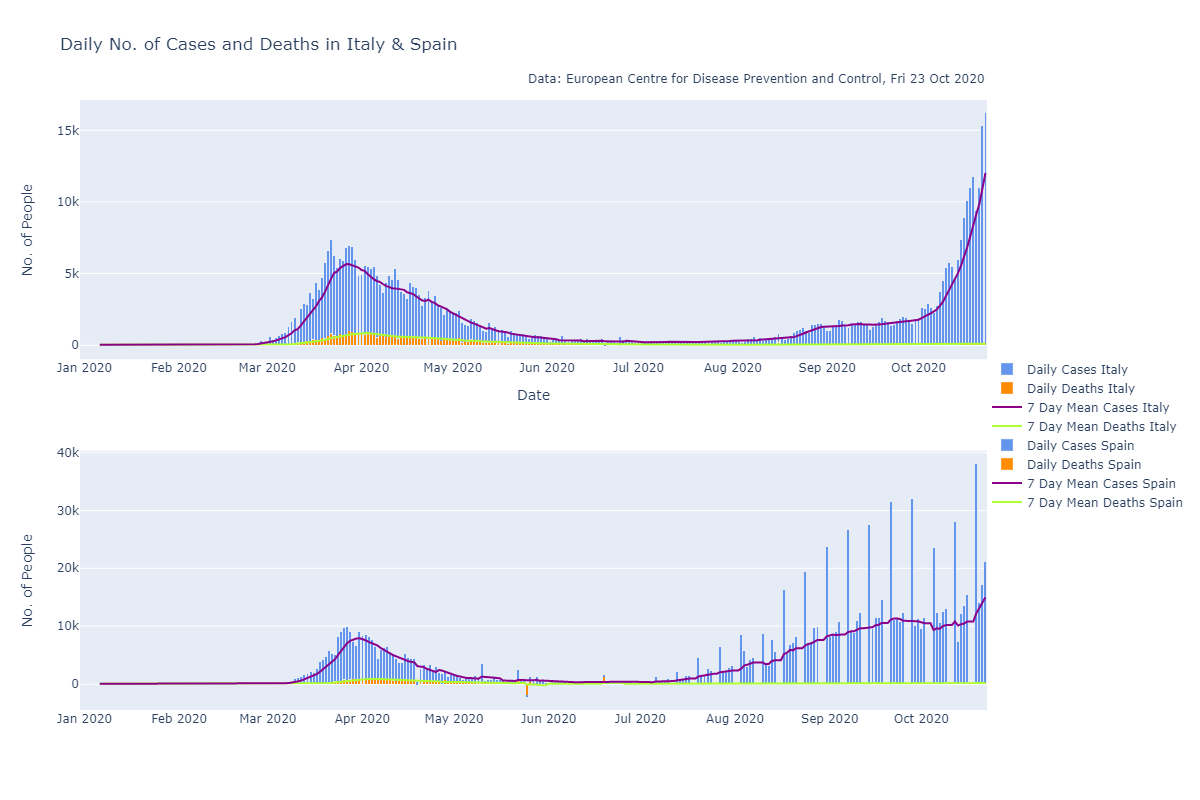 Daily No. of Cases and Deaths in Italy & Spain
Data: European Centre for Disease Prevention and Control, Fri 23 Oct 2020
No. of People
15k
10k
5k
0
Jan 2020 Feb 2020 Mar 2020 Apr 2020 May 2020 Jun 2020 Jul 2020 Aug 2020 Sep 2020 Oct 2020
Date
Daily Cases Italy
Daily Deaths Italy
7 Day Mean Cases Italy
7 Day Mean Deaths Italy
Daily Cases Spain
Daily Deaths Spain
7 Day Mean Cases Spain
7 Day Mean Deaths Spain
No. of People
40k
30k
20k
10k
0
Jan 2020 Feb 2020 Mar 2020 Apr 2020 May 2020 Jun 2020 Jul 2020 Aug 2020 Sep 2020 Oct 2020